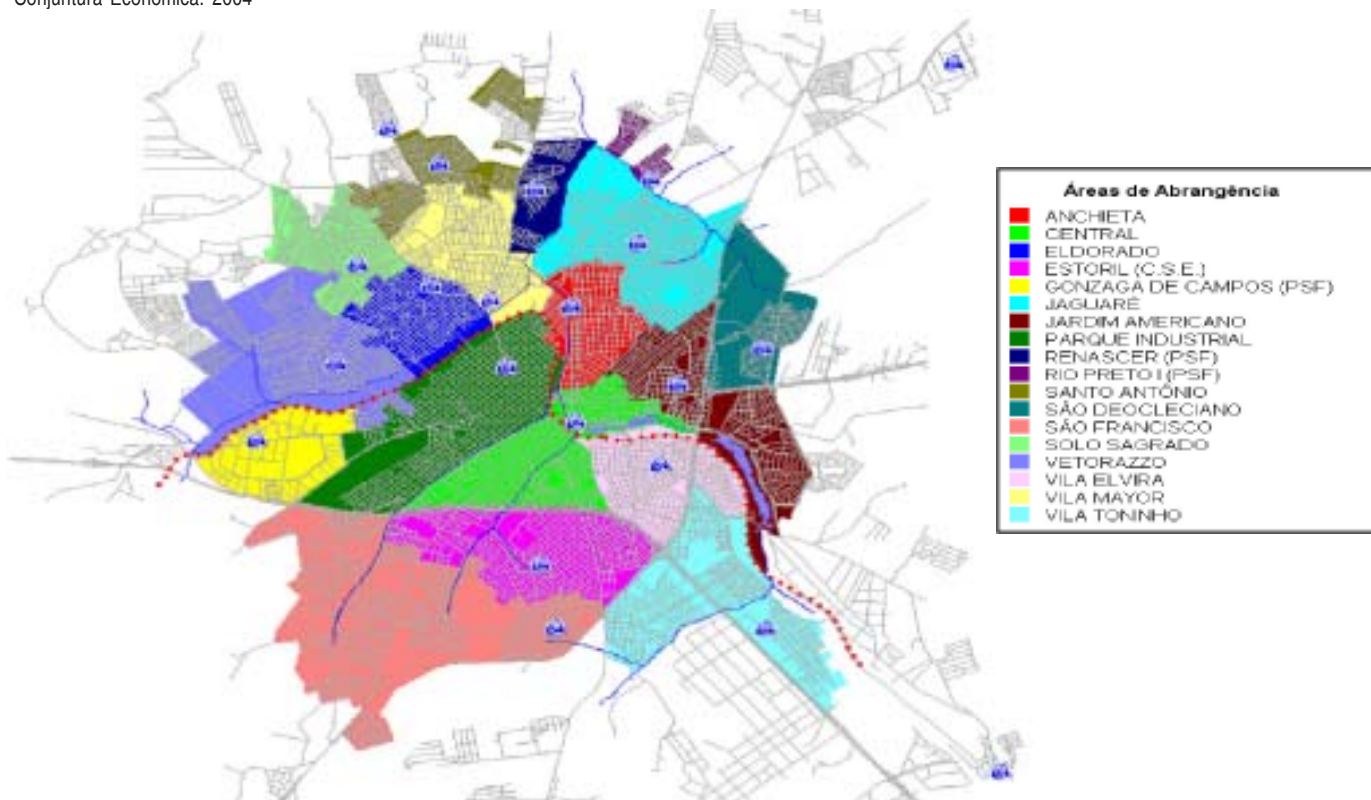 Conjuntura Econômica. 2004
Áreas de Abrangência
ANCHIETA
CENTRAL
ELDORADO
ESTORIL (C.S.E.)
GONZAGA DE CAMPOS (PSF)
JAGUARÉ
JARDIM AMERICANO
PARQUE INDUSTRIAL
RENASCER (PSF)
RIO PRETO I (PSF)
SANTO ANTÔNIO
SÃO DEOCLECIANO
SÃO FRANCISCO
SOLO SAGRADO
VETORAZZO
VILA ELVIRA
VILA MAYOR
VILA TONINHO